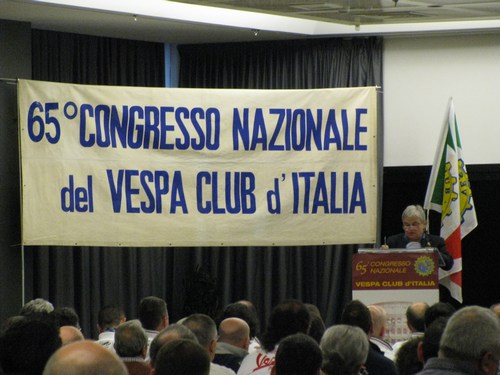 65° CONGRESSO NAZIONALE
del VESPA CLUB d'ITALIA
65° CONGRESSO
NAZIONALE
VESPA CLUB d'ITALIA